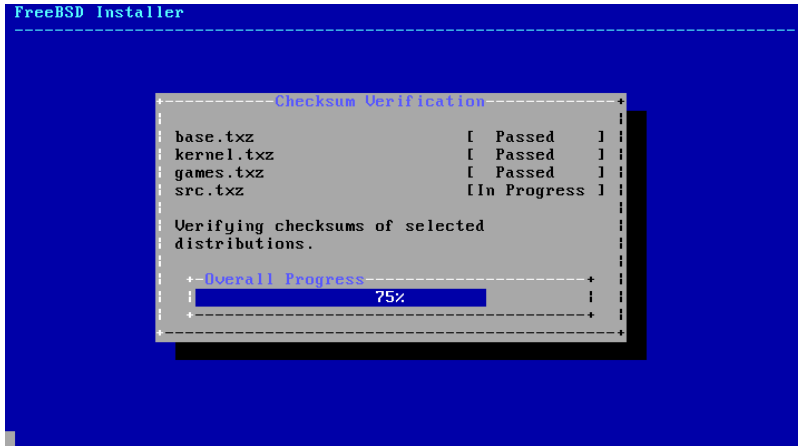 FreeBSD Installer
Checksum Verification
base.txz [ Passed ]
kernel.txz [ Passed ]
games.txz [ Passed ]
src.txz [In Progress ]
Verifying checksums of selected
distributions.
Overall Progress
75%